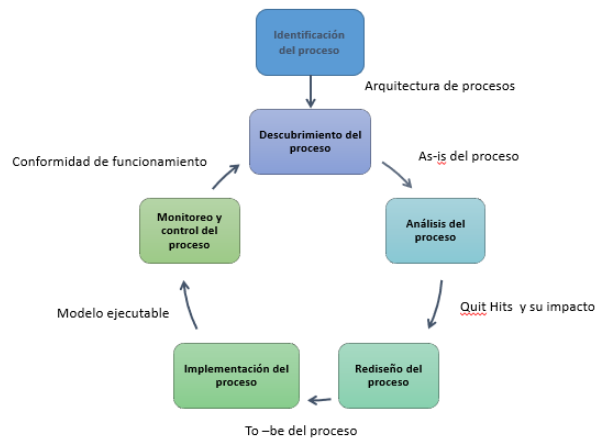 Identificación
del proceso
Arquitectura de procesos
Descubrimiento del
proceso
As-is del proceso
Conformidad de funcionamiento
Monitoreo y
control del
proceso
Análisis del
proceso
Quit Hits y su impacto
Modelo ejecutable
Implementación del
proceso
Rediseño del
proceso
To –be del proceso